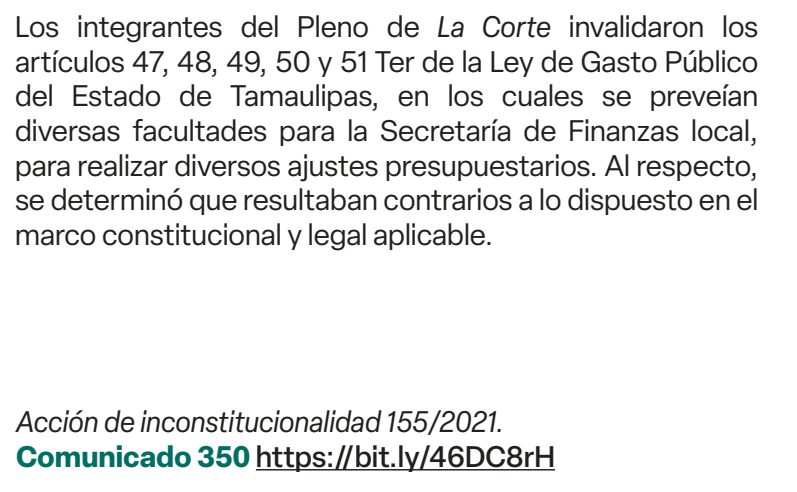 Los integrantes del Pleno de La Corte invalidaron los
artículos 47, 48, 49, 50 y 51 Ter de la Ley de Gasto Público
del Estado de Tamaulipas, en los cuales se preveían
diversas facultades para la Secretaría de Finanzas local,
para realizar diversos ajustes presupuestarios. Al respecto,
se determinó que resultaban contrarios a lo dispuesto en el
marco constitucional y legal aplicable.
Acción de inconstitucionalidad 155/2021.
Comunicado 350 https://bit.ly/46DC8rH